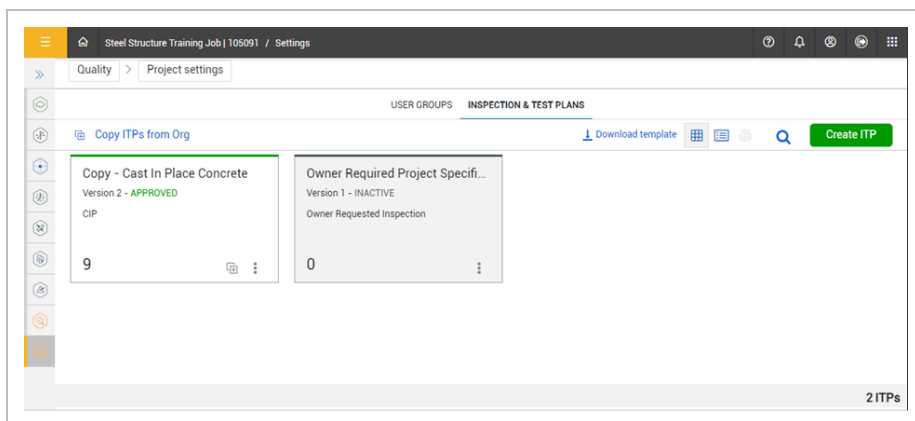 Steel Structure Training Job | 105091 / Settings
Quality > Project settings
USER GROUPS INSPECTION & TEST PLANS
Copy ITPs from Org Download template Create ITP
Copy - Cast In Place Concrete
Version 2 - APPROVED
CIP
9
Owner Required Project Specifi...
Version 1 - INACTIVE
Owner Requested Inspection
0
2 ITPs